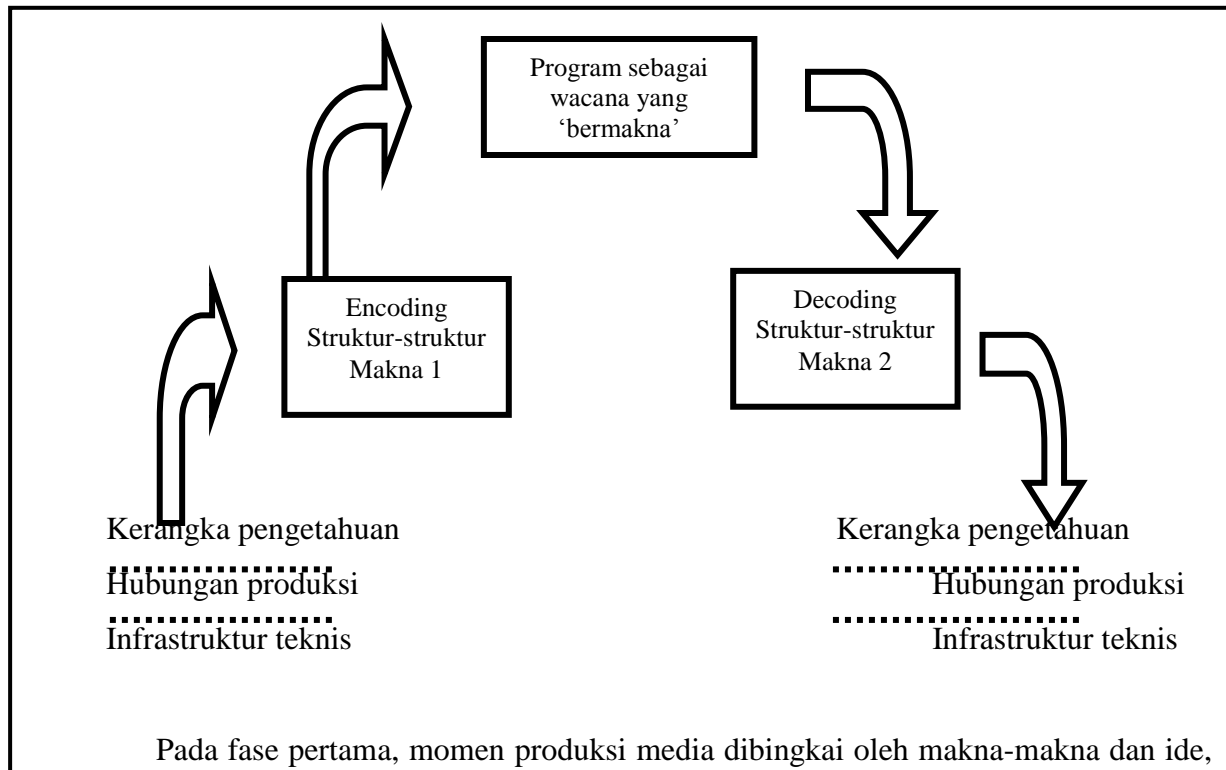 Program sebagai
wacana yang
‘bermakna’
Encoding
Struktur-struktur
Makna 1
Decoding
Struktur-struktur
Makna 2
Kerangka pengetahuan
Hubungan produksi
Infrastruktur teknis
Kerangka pengetahuan
Hubungan produksi
Infrastruktur teknis
Pada fase pertama, momen produksi media dibingkai oleh makna-makna dan ide,